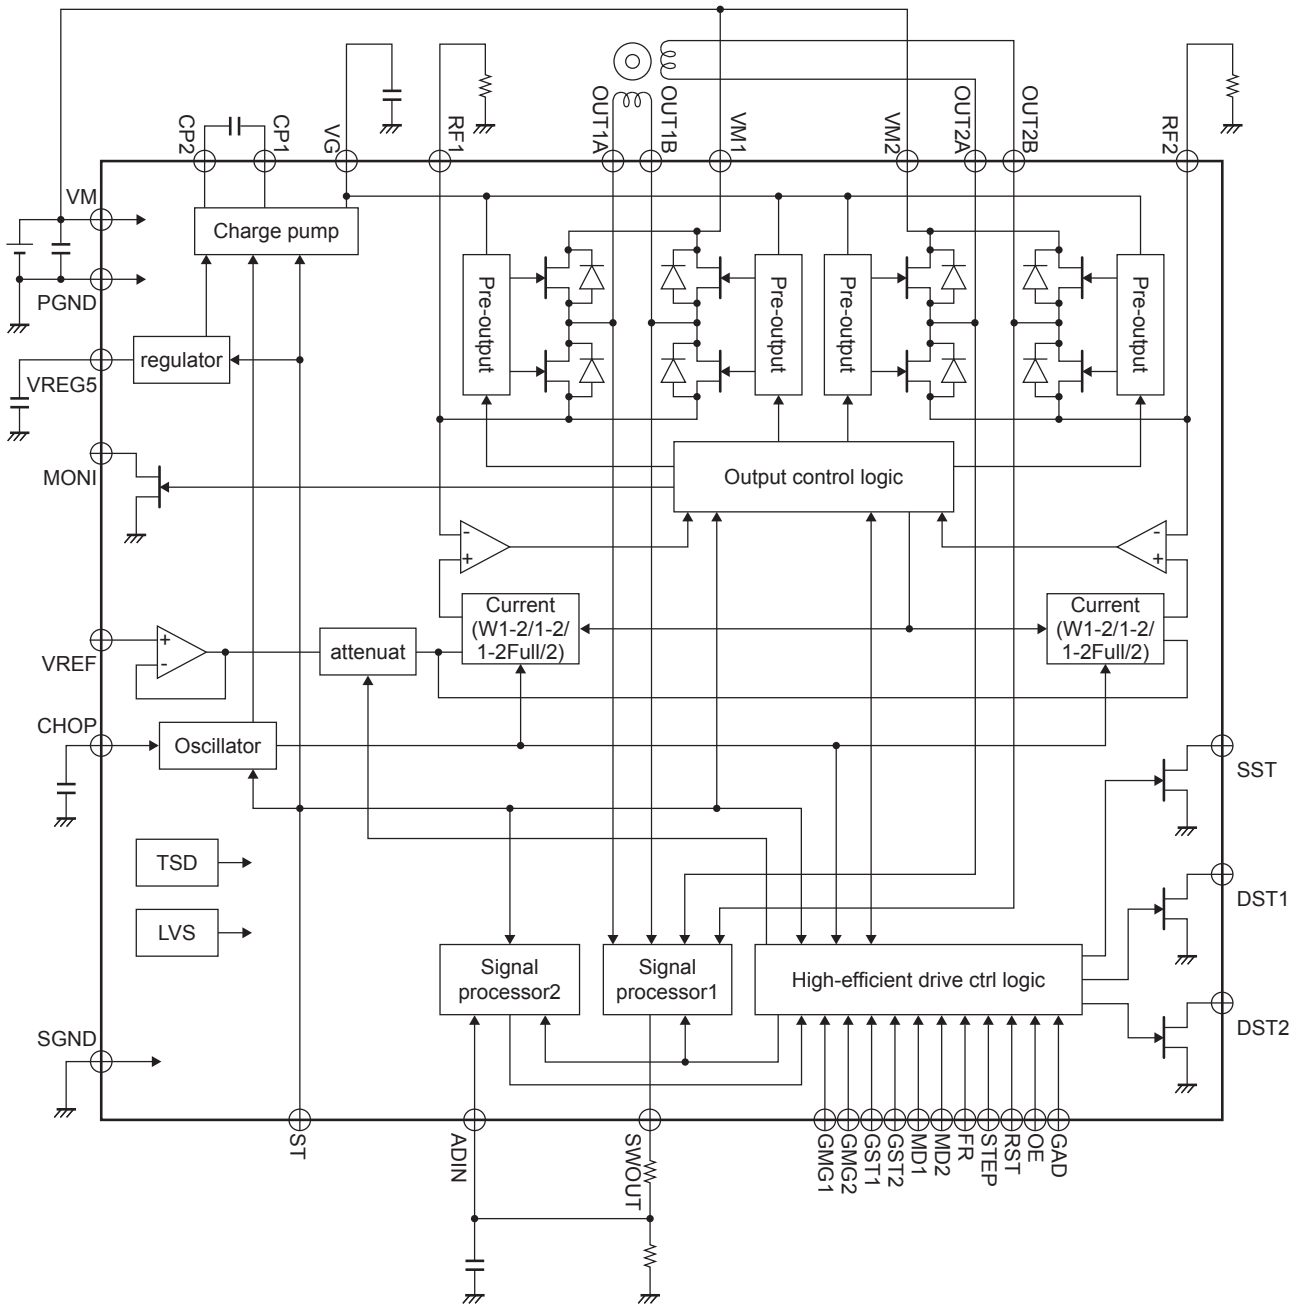 CP2
CP1
VG
RF1
OUT1A
OUT1B
VM1
VM2
OUT2A
OUT2B
RF2
VM
Charge pump
PGND
Pre-output
Pre-output
Pre-output
Pre-output
regulator
VREG5
MONI
Output control logic
-
+
-
+
Current
(W1-2/1-2/
1-2Full/2)
Current
(W1-2/1-2/
1-2Full/2)
+
-
VREF
attenuat
CHOP
Oscillator
SST
TSD
DST1
LVS
Signal
processor2
Signal
processor1
High-efficient drive ctrl logic
DST2
SGND
ST
ADIN
SWOUT
GMG1
GMG2
GST1
GST2
MD1
MD2
FR
STEP
RST
OE
GAD